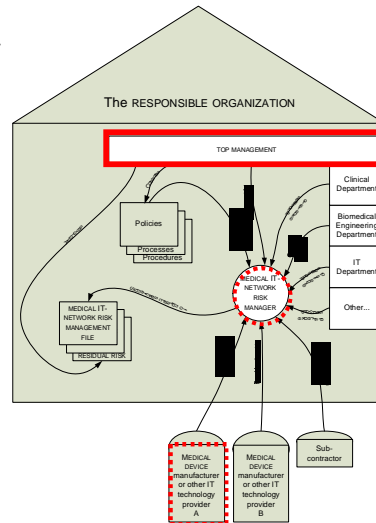 The RESPONSIBLE ORGANIZATION
TOP MANAGEMENT
Clinical
Department
Policies
Processes
Procedures
Biomedical
Engineering
Department
IT
Department
Other...
MEDICAL IT-
NETWORK
RISK
MANAGER
MEDICAL IT-
NETWORK RISK
MANAGEMENT
FILE
RESIDUAL RISK
MEDICAL
DEVICE
manufacturer
or other IT
technology
provider
A
MEDICAL
DEVICE
manufacturer
or other IT
technology
provider
B
Sub-
contractor